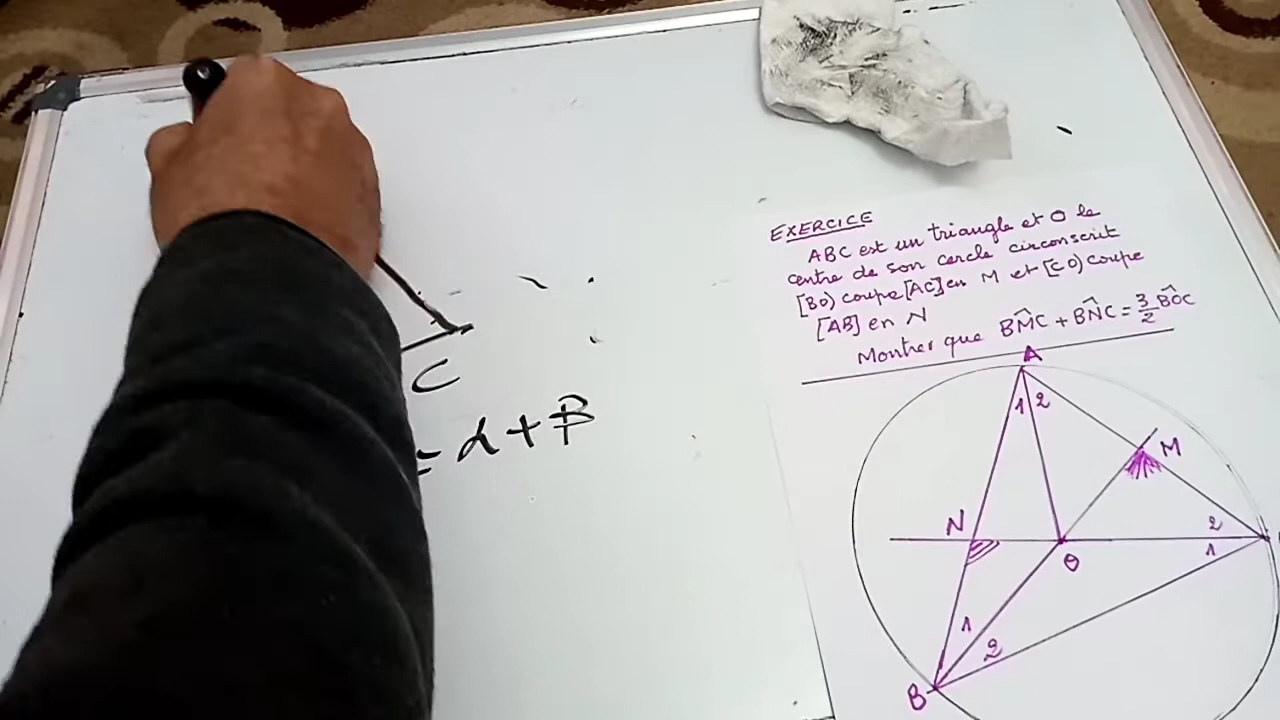 C
= α + β
EXERCICE
ABC est un triangle et O le
centre de son cercle circonscrit
[BO) coupe [AC] en M et [CO) coupe
[AB] en N
Montrer que BM̂C + BN̂C = 3/2 BÔC
A
1 2
M
N
2
O
1
1
2
B